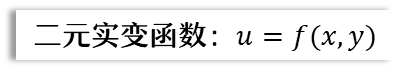 二元实变函数：u = f(x, y)